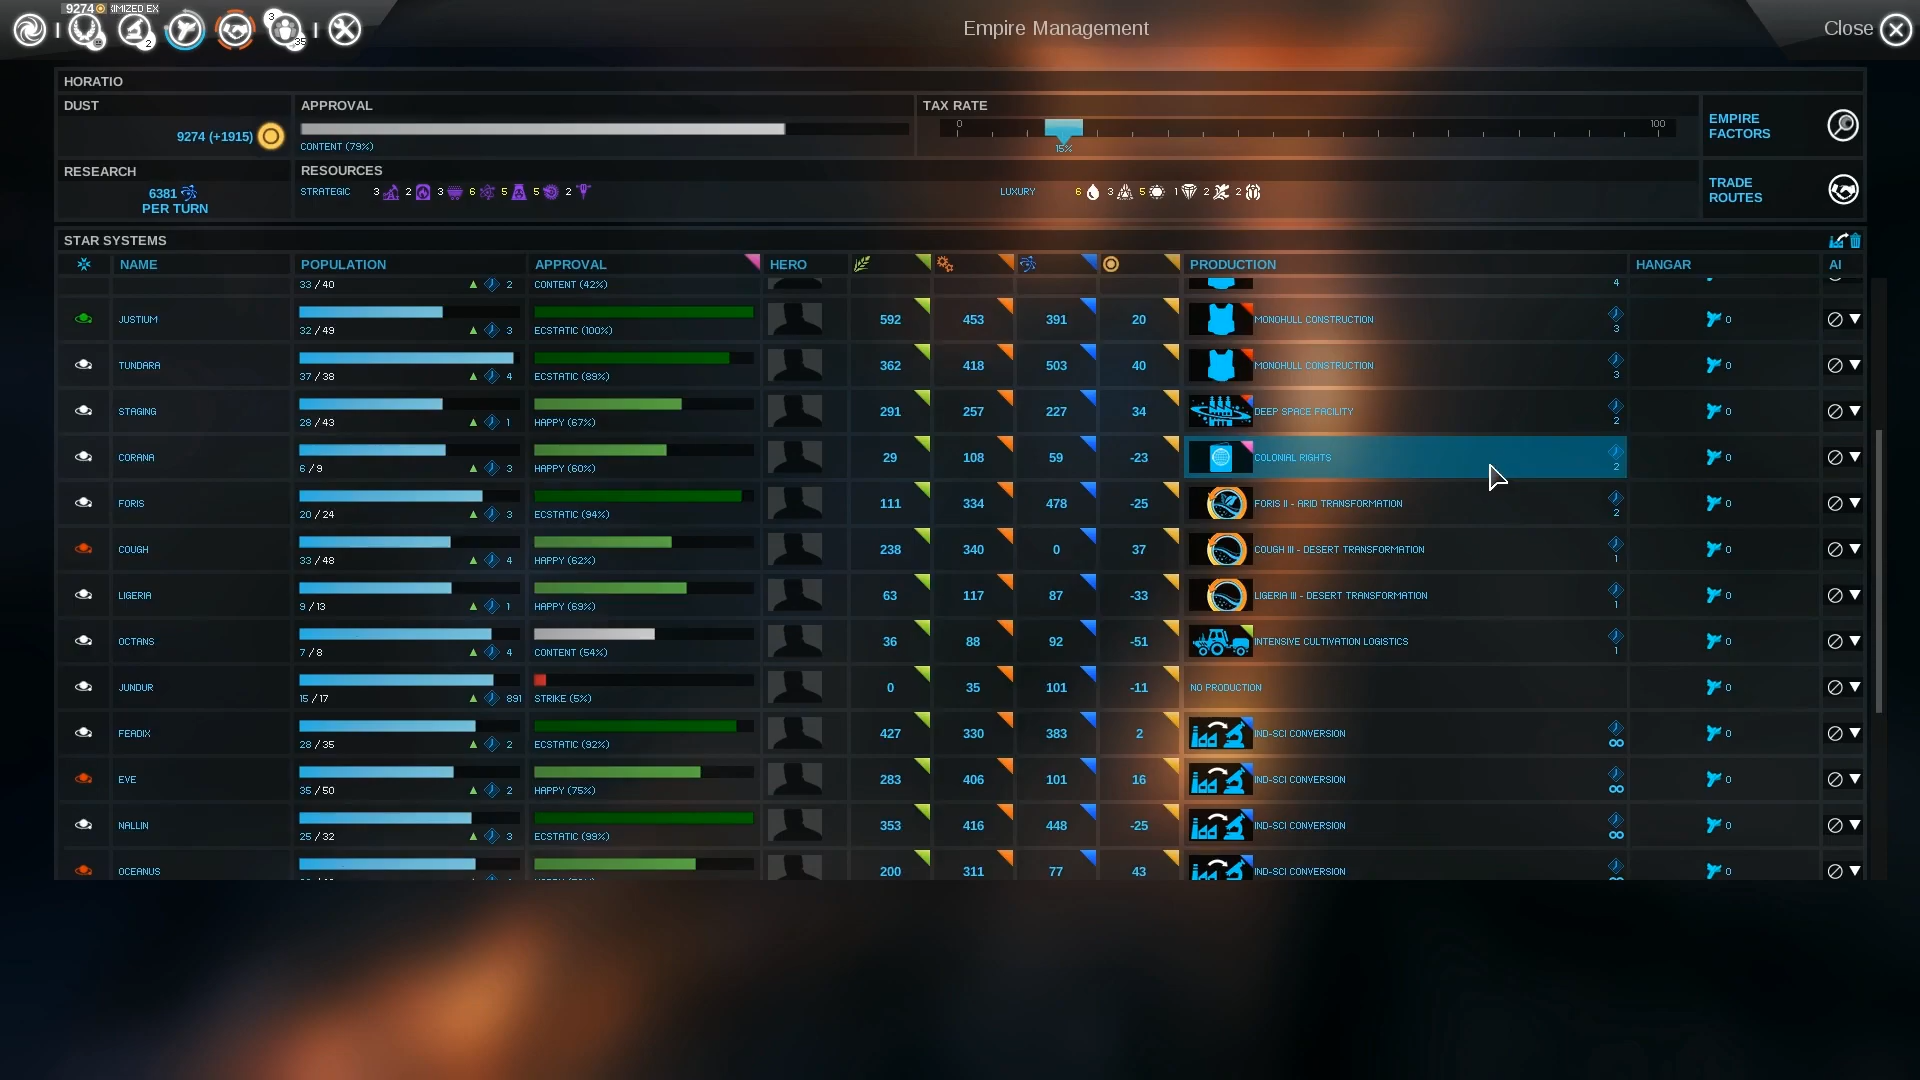 9274 IMIZED EX
2 3 35
Empire Management
Close
HORATIO
DUST
9274 (+1915)
APPROVAL
CONTENT (79%)
TAX RATE
0 100
15%
EMPIRE FACTORS
RESEARCH
6381
PER TURN
RESOURCES
STRATEGIC 3 2 3 6 5 5 2
LUXURY 6 3 5 1 2 2
TRADE ROUTES
STAR SYSTEMS
NAME POPULATION APPROVAL HERO PRODUCTION HANGAR AI
33 / 40 2 CONTENT (42%) 4
JUSTIUM 32 / 49 3 ECSTATIC (100%) 592 453 391 20 MONOHULL CONSTRUCTION 3 0
TUNDARA 37 / 38 4 ECSTATIC (89%) 362 418 503 40 MONOHULL CONSTRUCTION 3 0
STAGING 28 / 43 1 HAPPY (67%) 291 257 227 34 DEEP SPACE FACILITY 2 0
CORANA 6 / 9 3 HAPPY (60%) 29 108 59 -23 COLONIAL RIGHTS 2 0
FORIS 20 / 24 3 ECSTATIC (94%) 111 334 478 -25 FORIS II - ARID TRANSFORMATION 2 0
COUGH 33 / 48 4 HAPPY (62%) 238 340 0 37 COUGH III - DESERT TRANSFORMATION 1 0
LIGERIA 9 / 13 1 HAPPY (69%) 63 117 87 -33 LIGERIA III - DESERT TRANSFORMATION 1 0
OCTANS 7 / 8 4 CONTENT (54%) 36 88 92 -51 INTENSIVE CULTIVATION LOGISTICS 1 0
JUNDUR 15 / 17 891 STRIKE (5%) 0 35 101 -11 NO PRODUCTION 0
FEADIX 28 / 35 2 ECSTATIC (92%) 427 330 383 2 IND-SCI CONVERSION ∞ 0
EVE 35 / 50 2 HAPPY (75%) 283 406 101 16 IND-SCI CONVERSION ∞ 0
NALLIN 25 / 32 3 ECSTATIC (99%) 353 416 448 -25 IND-SCI CONVERSION ∞ 0
OCEANUS 200 311 77 43 IND-SCI CONVERSION 0